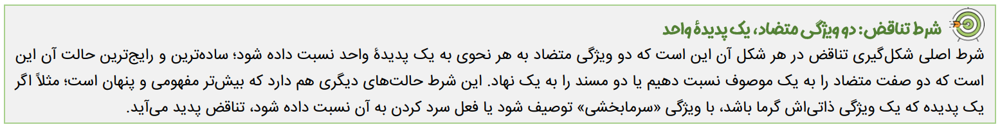 شرط تناقض: دو ویژگی متضاد، یک پدیدهٔ واحد
شرط اصلی شکل‌گیری تناقض در هر شکل آن این است که دو ویژگی متضاد به هر نحوی به یک پدیدهٔ واحد نسبت داده شود؛ ساده‌ترین و رایج‌ترین حالت آن این
است که دو صفت متضاد را به یک موصوف نسبت دهیم یا دو مسند را به یک نهاد. این شرط حالت‌های دیگری هم دارد که بیش‌تر مفهومی و پنهان است؛ مثلاً اگر
یک پدیده که یک ویژگی ذاتی‌اش گرما باشد، با ویژگی «سرمابخشی» توصیف شود یا فعل سرد کردن به آن نسبت داده شود، تناقض پدید می‌آید.